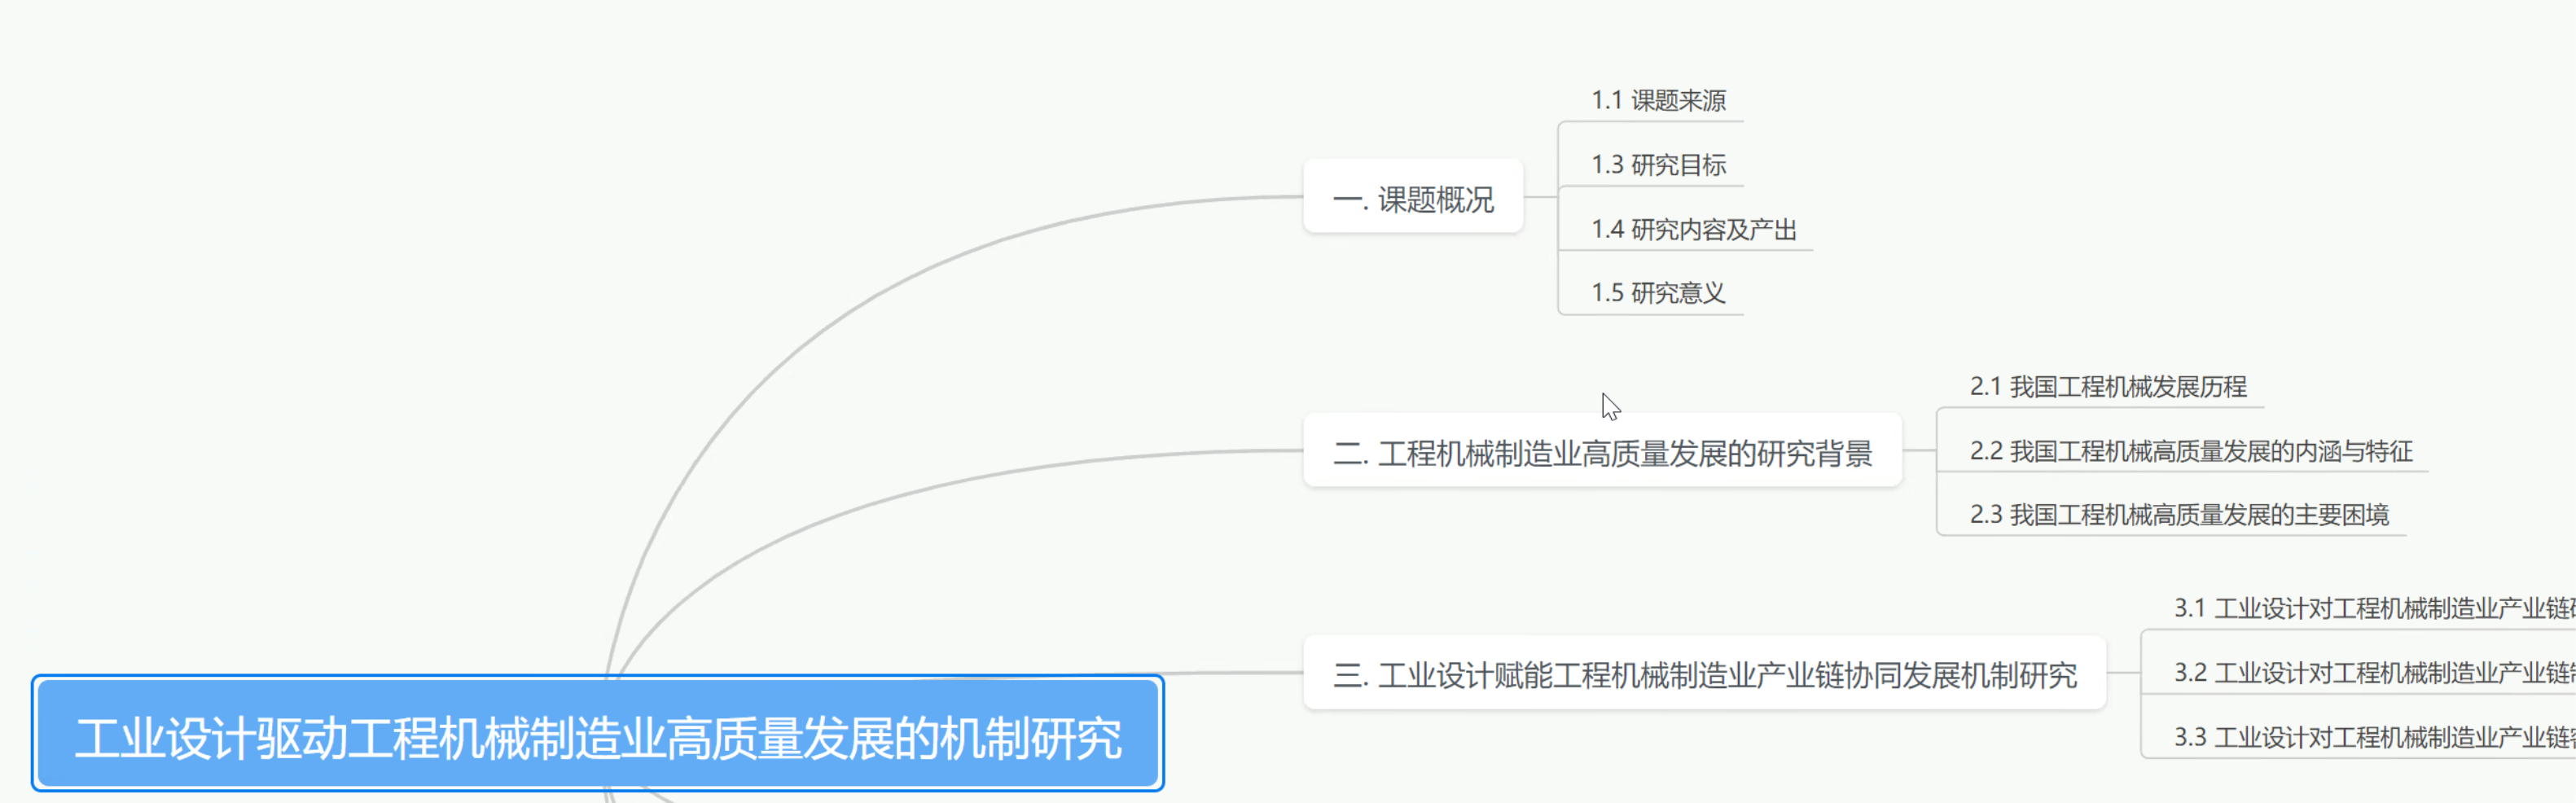 1.1 课题来源
一. 课题概况
1.3 研究目标
1.4 研究内容及产出
1.5 研究意义
二. 工程机械制造业高质量发展的研究背景
2.1 我国工程机械发展历程
2.2 我国工程机械高质量发展的内涵与特征
2.3 我国工程机械高质量发展的主要困境
三. 工业设计赋能工程机械制造业产业链协同发展机制研究
3.1 工业设计对工程机械制造业产业链
3.2 工业设计对工程机械制造业产业链
3.3 工业设计对工程机械制造业产业链
工业设计驱动工程机械制造业高质量发展的机制研究